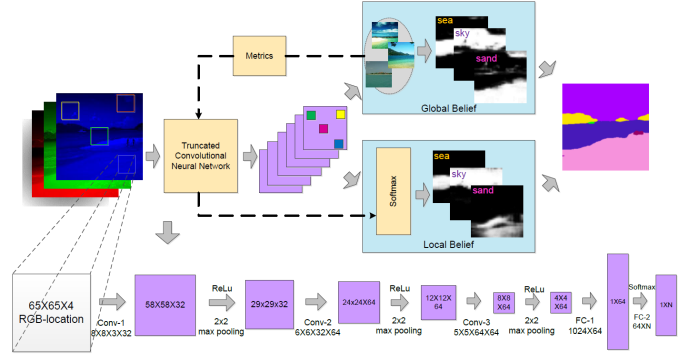 sea
sky
sand
Global Belief
Metrics
Truncated
Convolutional
Neural Network
Softmax
sea
sky
sand
Local Belief
65X65X4
RGB-location
Conv-1
8X8X3X32
58X58X32
ReLu
2x2
max pooling
29x29x32
Conv-2
6X6X32X64
24x24X64
ReLu
2x2
max pooling
12X12X
64
Conv-3
5X5X64X64
8X8
X64
ReLu
2x2
max pooling
4X4
X64
FC-1
1024X64
1X64
Softmax
FC-2
64XN
1XN